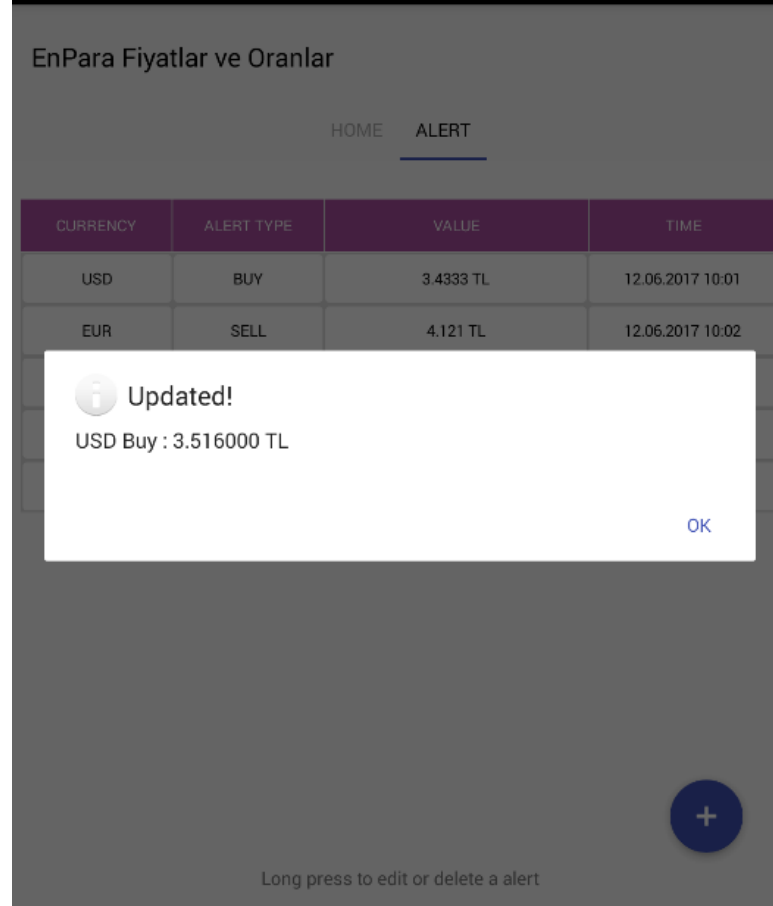 EnPara Fiyatlar ve Oranlar
HOME ALERT
CURRENCY ALERT TYPE VALUE TIME
USD BUY 3.4333 TL 12.06.2017 10:01
EUR SELL 4.121 TL 12.06.2017 10:02
Updated!
USD Buy : 3.516000 TL
OK
+
Long press to edit or delete a alert